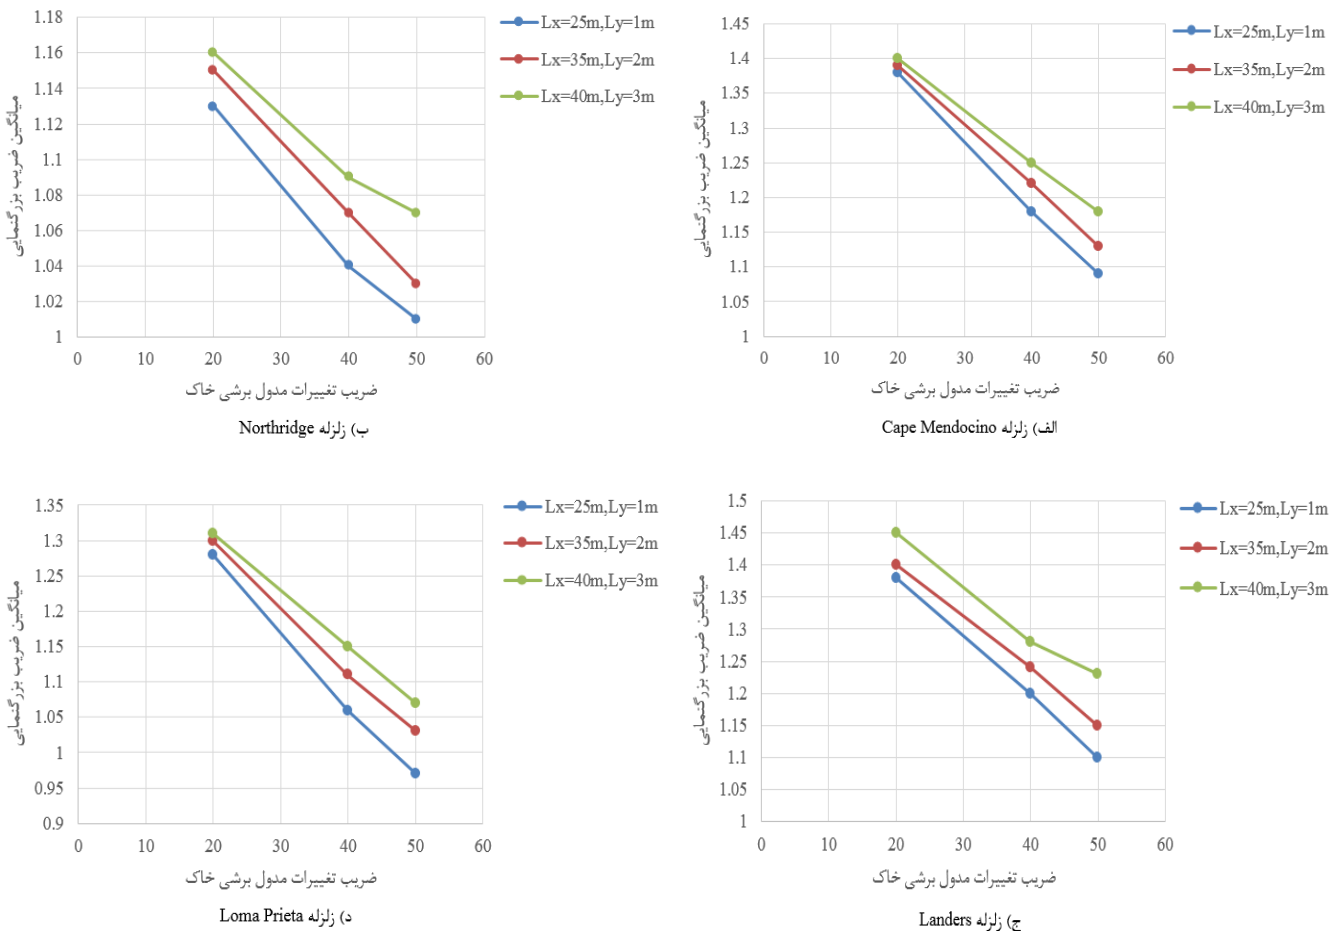 1.18
1.16
1.14
1.12
1.1
1.08
1.06
1.04
1.02
1
0 10 20 30 40 50 60
میانگین ضریب بزرگنمایی
ضریب تغییرات مدول برشی خاک
Lx=25m,Ly=1m
Lx=35m,Ly=2m
Lx=40m,Ly=3m
ب) زلزله Northridge
1.45
1.4
1.35
1.3
1.25
1.2
1.15
1.1
1.05
1
0 10 20 30 40 50 60
میانگین ضریب بزرگنمایی
ضریب تغییرات مدول برشی خاک
Lx=25m,Ly=1m
Lx=35m,Ly=2m
Lx=40m,Ly=3m
الف) زلزله Cape Mendocino
1.35
1.3
1.25
1.2
1.15
1.1
1.05
1
0.95
0.9
0 10 20 30 40 50 60
میانگین ضریب بزرگنمایی
ضریب تغییرات مدول برشی خاک
Lx=25m,Ly=1m
Lx=35m,Ly=2m
Lx=40m,Ly=3m
د) زلزله Loma Prieta
1.5
1.45
1.4
1.35
1.3
1.25
1.2
1.15
1.1
1.05
1
0 10 20 30 40 50 60
میانگین ضریب بزرگنمایی
ضریب تغییرات مدول برشی خاک
Lx=25m,Ly=1m
Lx=35m,Ly=2m
Lx=40m,Ly=3m
ج) زلزله Landers